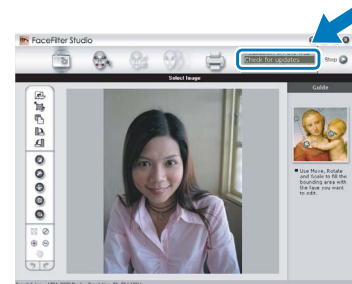 FaceFilter Studio
Check for updates
Stop
Select Image
Guide
Use Move, Rotate
and Scale to fill the
bounding area with
the face you want
to edit.